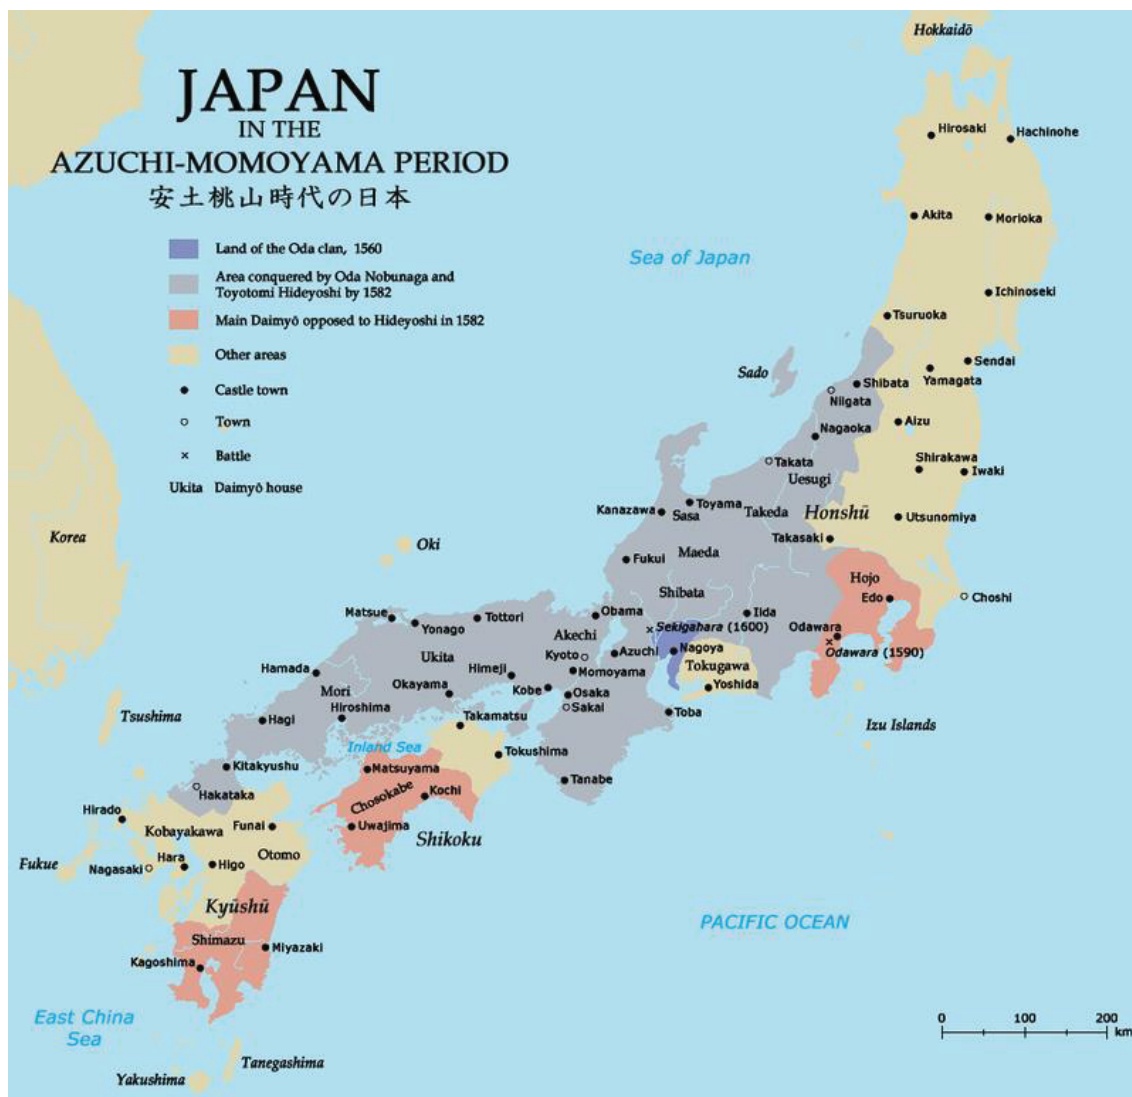 JAPAN
IN THE
AZUCHI-MOMOYAMA PERIOD
安土桃山時代の日本
Land of the Oda clan, 1560
Area conquered by Oda Nobunaga and
Toyotomi Hideyoshi by 1582
Main Daimyō opposed to Hideyoshi in 1582
Other areas
Castle town
Town
Battle
Ukita Daimyō house
Hokkaidō
Hirosaki
Hachinohe
Akita
Morioka
Sea of Japan
Ichinoseki
Tsuruoka
Sado
Sendai
Yamagata
Shibata
Niigata
Aizu
Nagaoka
Shirakawa
Iwaki
Takata
Uesugi
Toyama
Kanazawa
Sasa
Takeda
Honshū
Utsunomiya
Takasaki
Korea
Oki
Fukui
Maeda
Hojo
Shibata
Edo
Choshi
Matsue
Yonago
Tottori
Obama
Iida
Sekigahara (1600)
Odawara
Akechi
Kyoto
Azuchi
Nagoya
Odawara (1590)
Ukita
Himeji
Momoyama
Tokugawa
Hamada
Mori
Okayama
Kobe
Osaka
Yoshida
Sakai
Hagi
Hiroshima
Takamatsu
Toba
Izu Islands
Tsushima
Inland Sea
Tokushima
Kitakyushu
Matsuyama
Tanabe
Hakataka
Chosokabe
Kochi
Hirado
Kobayakawa
Funai
Uwajima
Shikoku
Fukue
Nagasaki
Hara
Higo
Otomo
Kyūshū
PACIFIC OCEAN
Shimazu
Miyazaki
Kagoshima
East China
Sea
0 100 200
km
Tanegashima
Yakushima